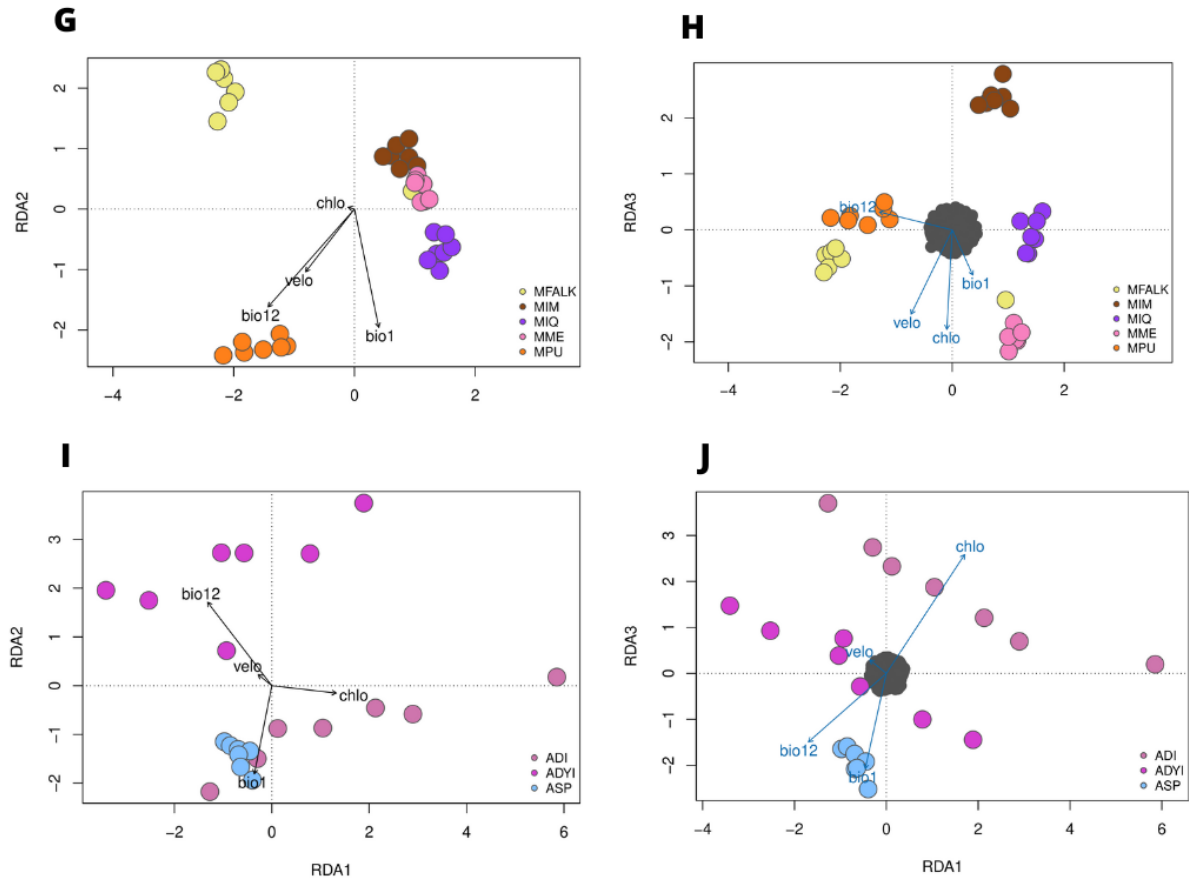 G
2
1
0
−1
−2
RDA2
chlo
velo
bio12
bio1
MFALK
MIM
MIQ
MME
MPU
−4
−2
0
2
H
2
1
0
−1
−2
RDA3
bio12
bio1
velo
chlo
MFALK
MIM
MIQ
MME
MPU
−4
−2
0
2
I
3
2
1
0
−1
−2
RDA2
bio12
velo
chlo
bio1
ADI
ADYI
ASP
−2
0
2
4
6
RDA1
J
3
2
1
0
−1
−2
RDA3
chlo
velo
bio12
bio1
ADI
ADYI
ASP
−4
−2
0
2
4
6
RDA1